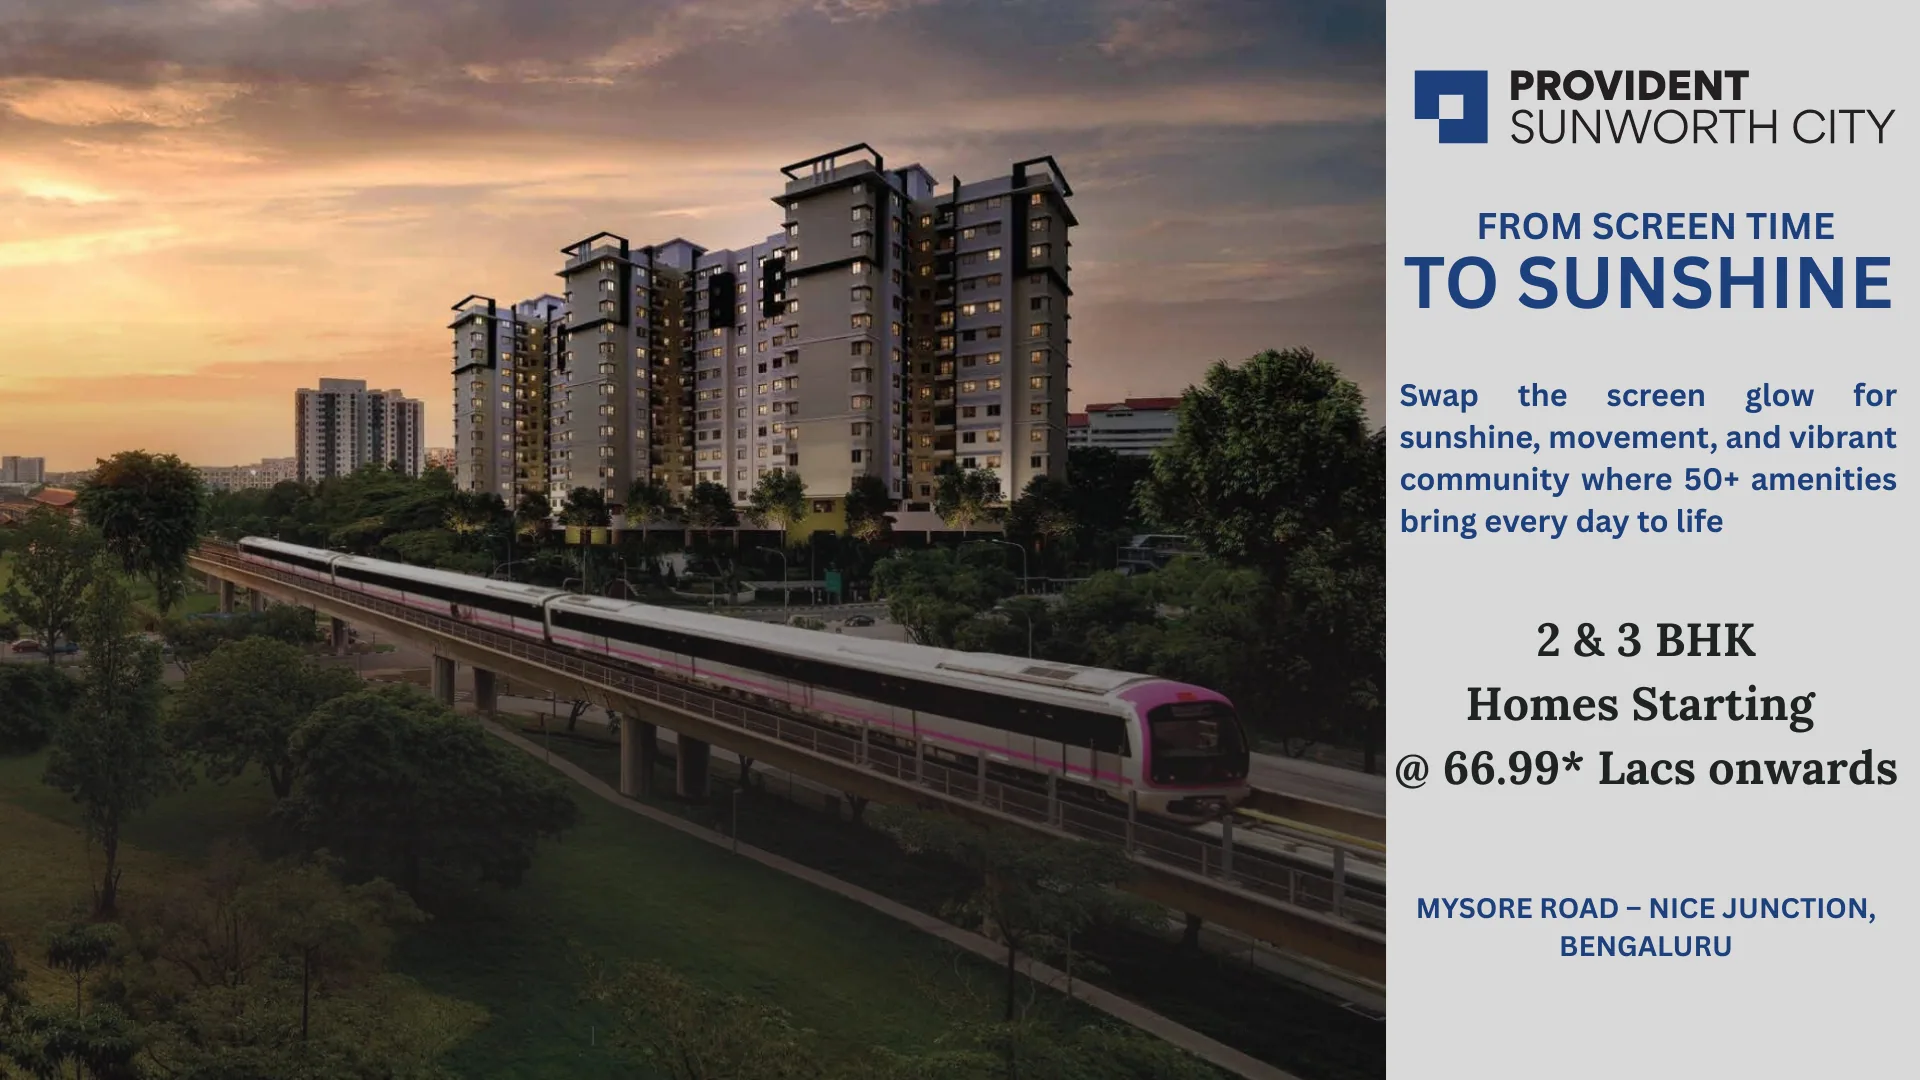 PROVIDENT
SUNWORTH CITY
FROM SCREEN TIME
TO SUNSHINE
Swap the screen glow for
sunshine, movement, and vibrant
community where 50+ amenities
bring every day to life
2 & 3 BHK
Homes Starting
@ 66.99* Lacs onwards
MYSORE ROAD – NICE JUNCTION,
BENGALURU